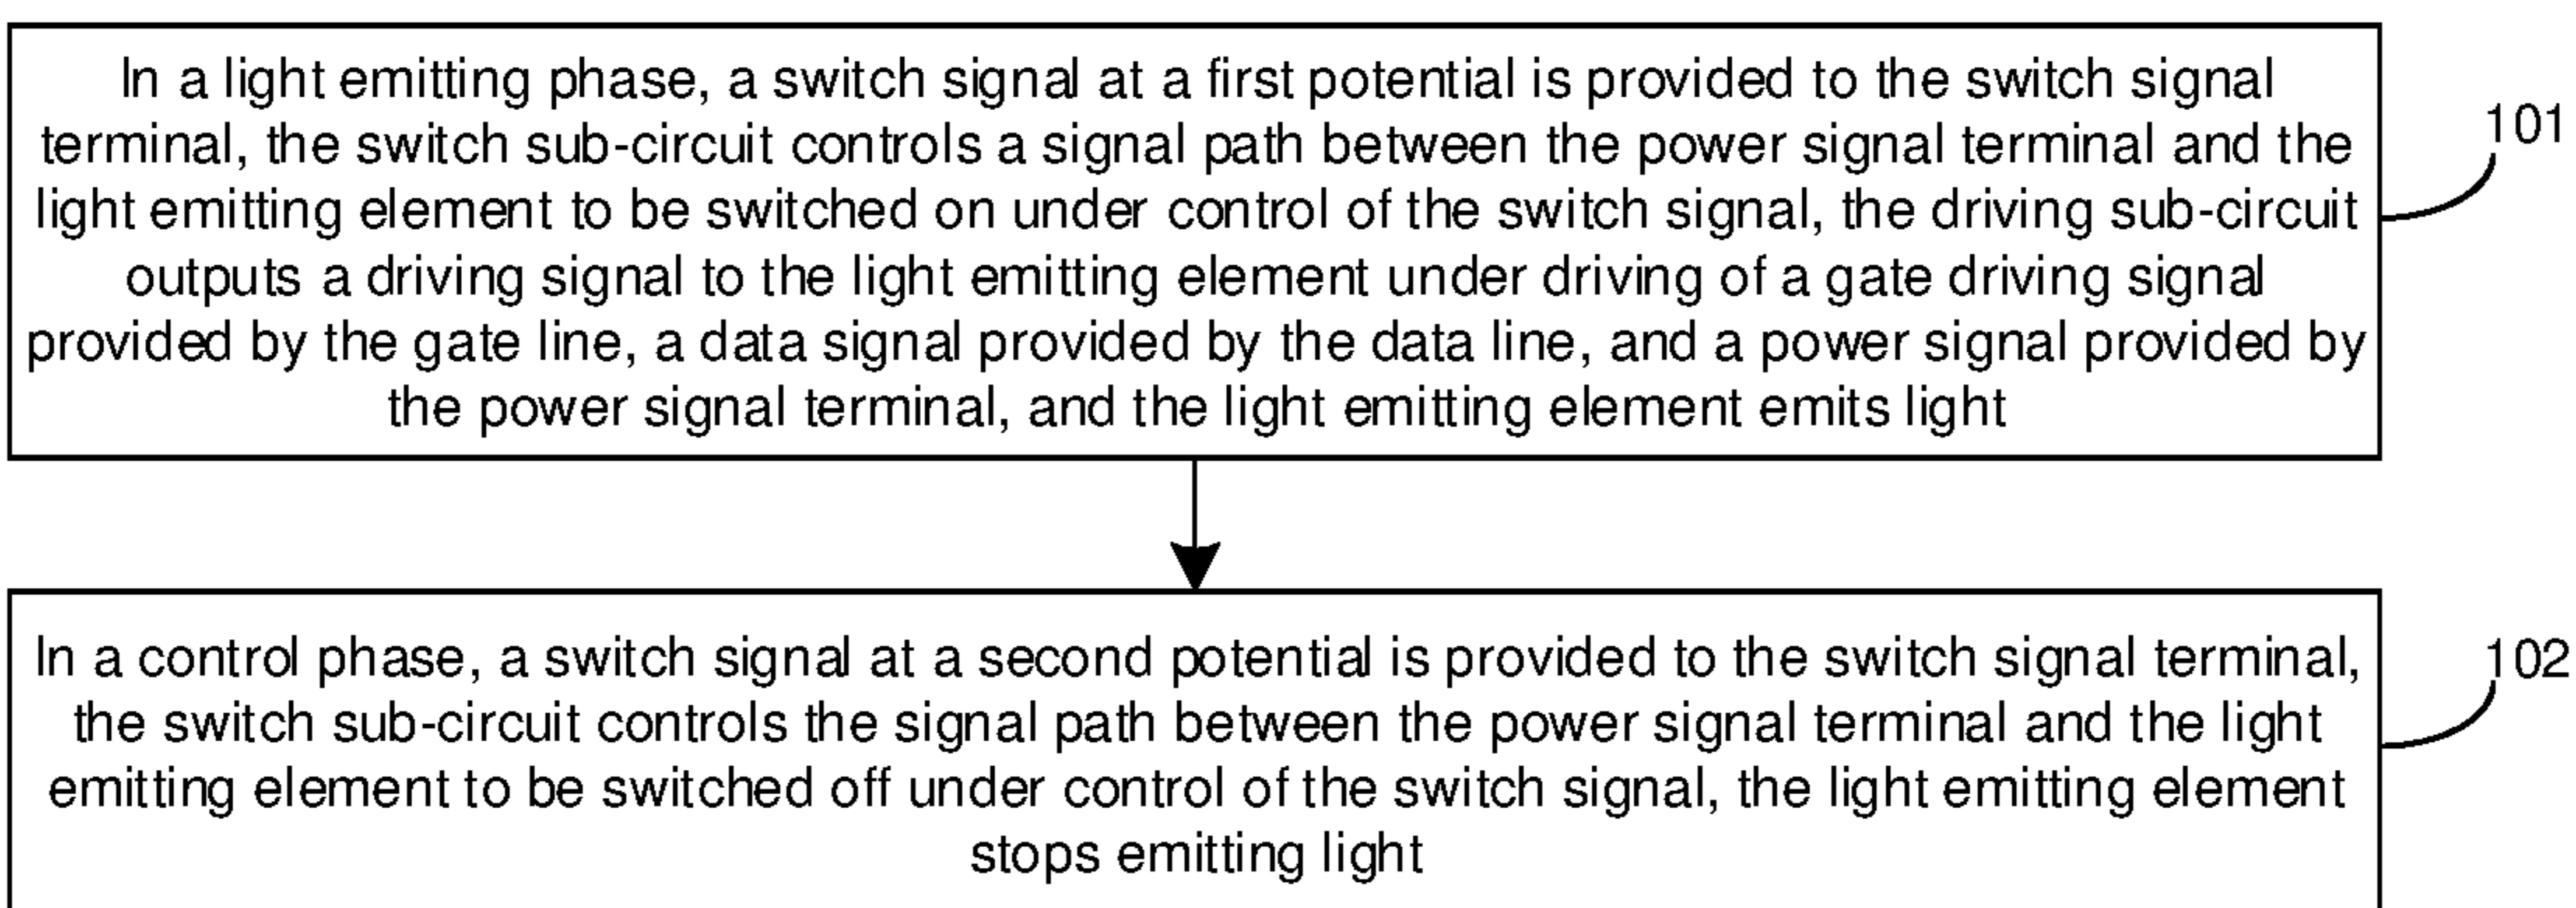 In a light emitting phase, a switch signal at a first potential is provided to the switch signal
terminal, the switch sub-circuit controls a signal path between the power signal terminal and the
light emitting element to be switched on under control of the switch signal, the driving sub-circuit
outputs a driving signal to the light emitting element under driving of a gate driving signal
provided by the gate line, a data signal provided by the data line, and a power signal provided by
the power signal terminal, and the light emitting element emits light
101
In a control phase, a switch signal at a second potential is provided to the switch signal terminal,
the switch sub-circuit controls the signal path between the power signal terminal and the light
emitting element to be switched off under control of the switch signal, the light emitting element
stops emitting light
102